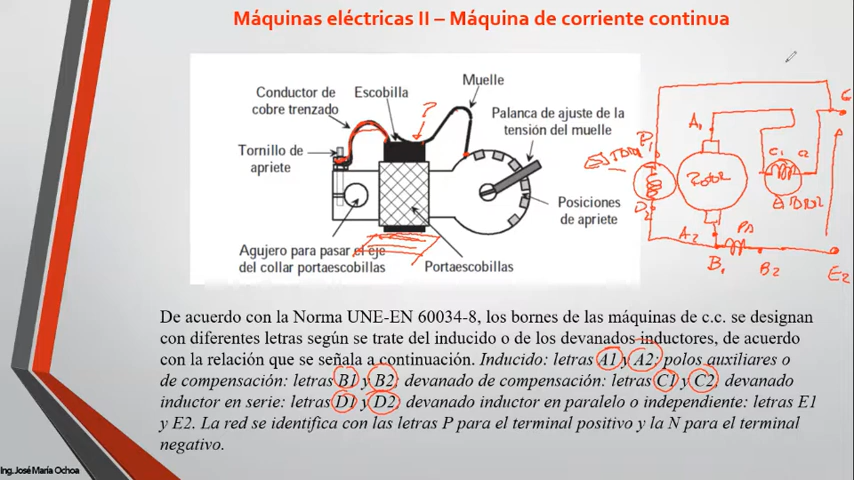 Máquinas eléctricas II – Máquina de corriente continua
Conductor de
cobre trenzado
Escobilla
?
Muelle
Palanca de ajuste de la
tensión del muelle
Tornillo de
apriete
Posiciones
de apriete
Agujero para pasar el eje
del collar portaescobillas
Portaescobillas
A1
Rotor
C1
D2
A2
B1
B2
E2
De acuerdo con la Norma UNE-EN 60034-8, los bornes de las máquinas de c.c. se designan
con diferentes letras según se trate del inducido o de los devanados inductores, de acuerdo
con la relación que se señala a continuación. Inducido: letras A1 y A2; polos auxiliares o
de compensación: letras B1 y B2; devanado de compensación: letras C1 y C2, devanado
inductor en serie: letras D1 y D2; devanado inductor en paralelo o independiente: letras E1
y E2. La red se identifica con las letras P para el terminal positivo y la N para el terminal
negativo.
Ing. José María Ochoa